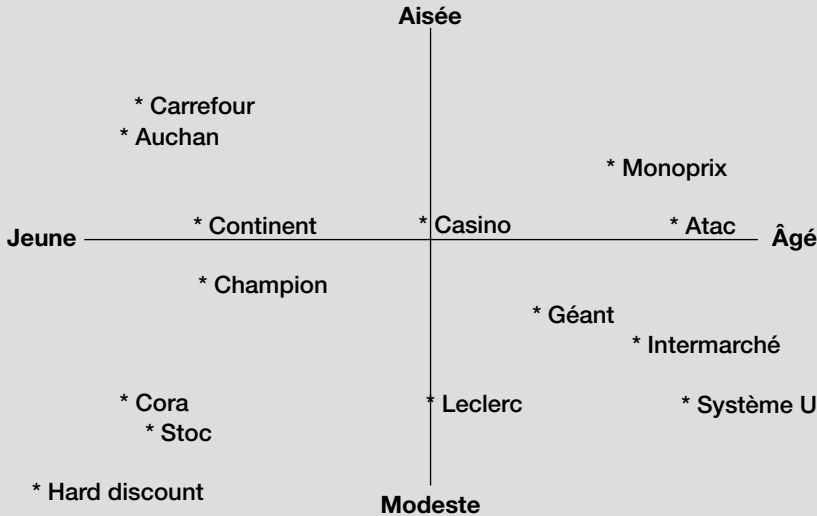 Aisée
* Carrefour
* Auchan
* Monoprix
* Continent
* Casino
* Atac
Jeune
Âgé
* Champion
* Géant
* Intermarché
* Cora
* Leclerc
* Système U
* Stoc
* Hard discount
Modeste